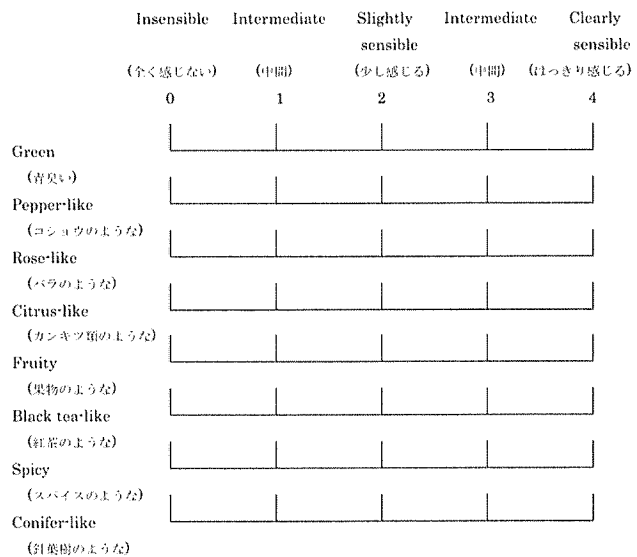 Insensible Intermediate Slightly Intermediate Clearly
sensible sensible
(全く感じない) (中間) (少し感じる) (中間) (はっきり感じる)
0 1 2 3 4
Green
(青臭い)
Pepper-like
(コショウのような)
Rose-like
(バラのような)
Citrus-like
(カンキツ類のような)
Fruity
(果物のような)
Black tea-like
(紅茶のような)
Spicy
(スパイスのような)
Conifer-like
(針葉樹のような)